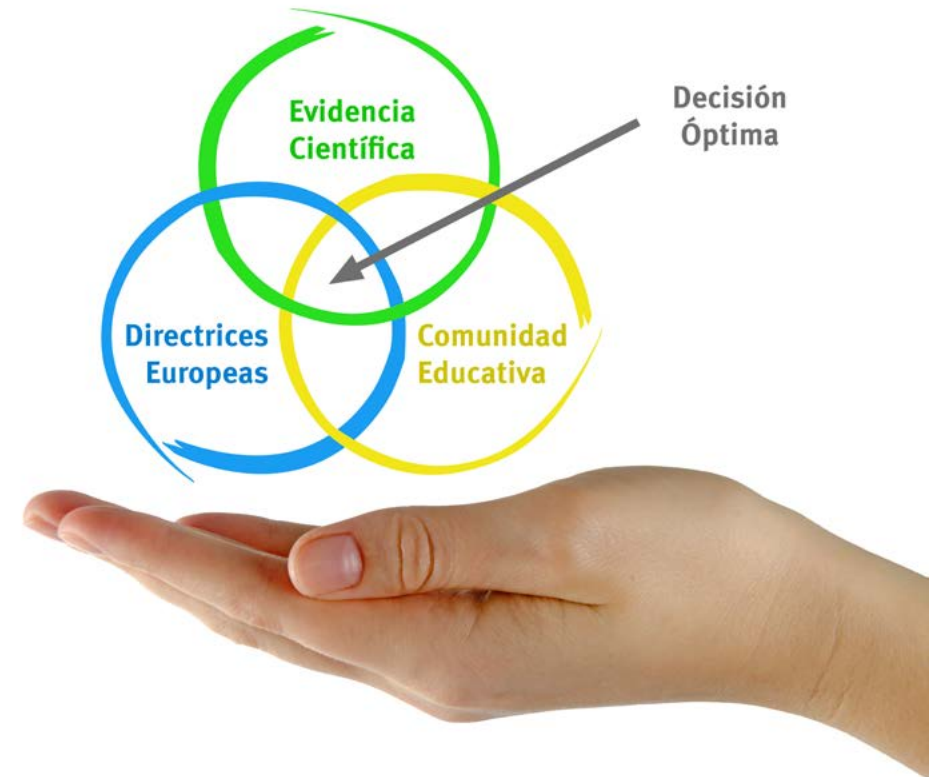 Evidencia
Científica
Decisión
Óptima
Directrices
Europeas
Comunidad
Educativa